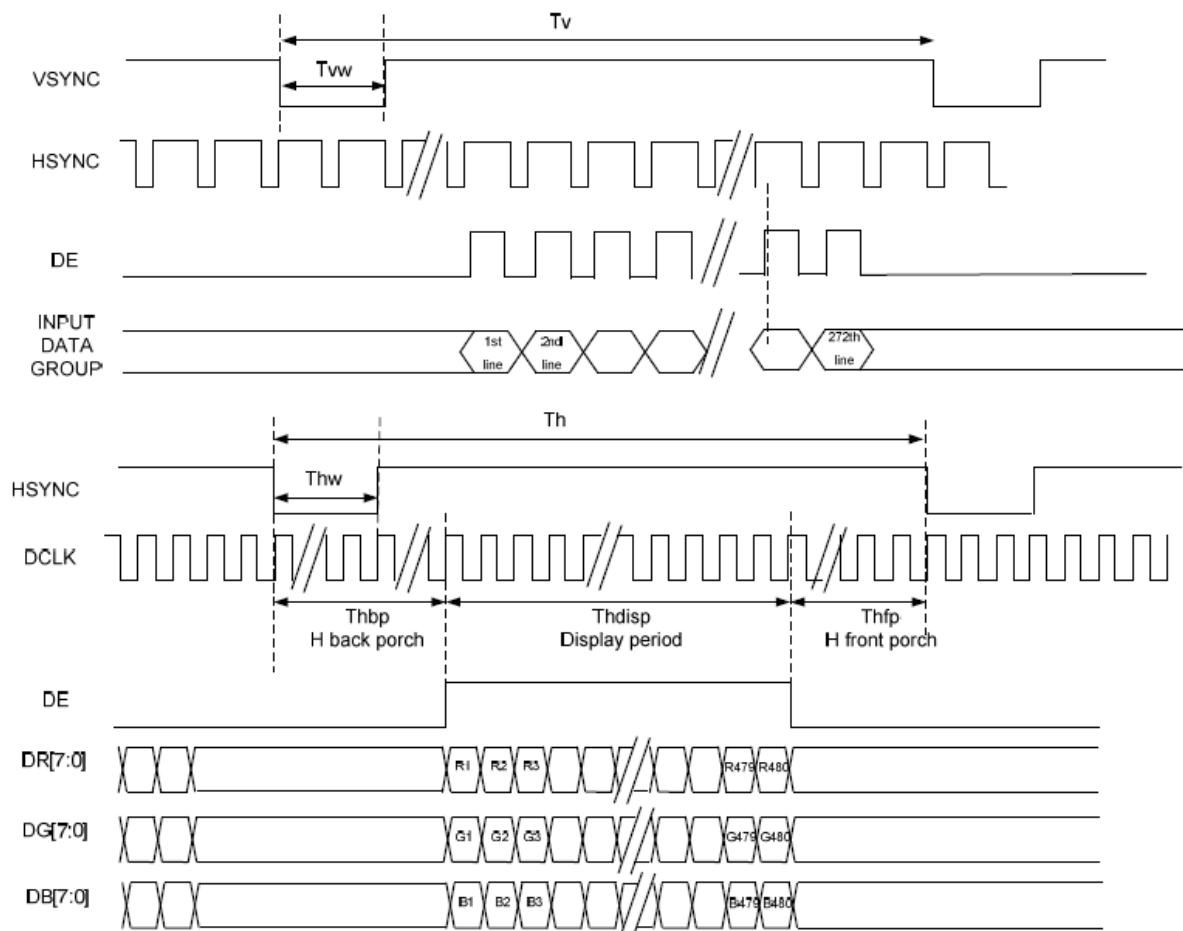 Tv
VSYNC
Tvw
HSYNC
DE
INPUT
DATA
GROUP
1st
line
2nd
line
272th
line
Th
HSYNC
Thw
DCLK
Thbp
H back porch
Thdisp
Display period
Thfp
H front porch
DE
DR[7:0]
R1 R2 R3 R479 R480
DG[7:0]
G1 G2 G3 G479 G480
DB[7:0]
B1 B2 B3 B479 B480